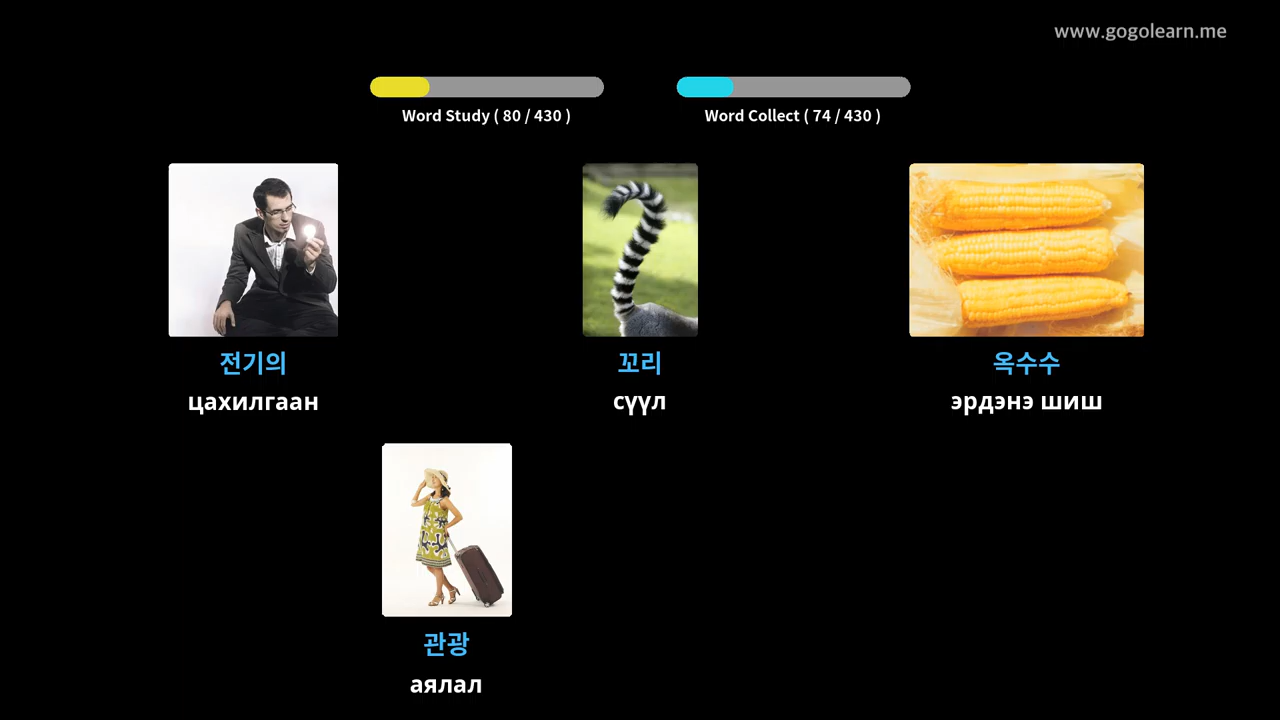 www.gogolearn.me
Word Study ( 80 / 430 )
Word Collect ( 74 / 430 )
전기의
цахилгаан
꼬리
сүүл
옥수수
эрдэнэ шиш
관광
аялал